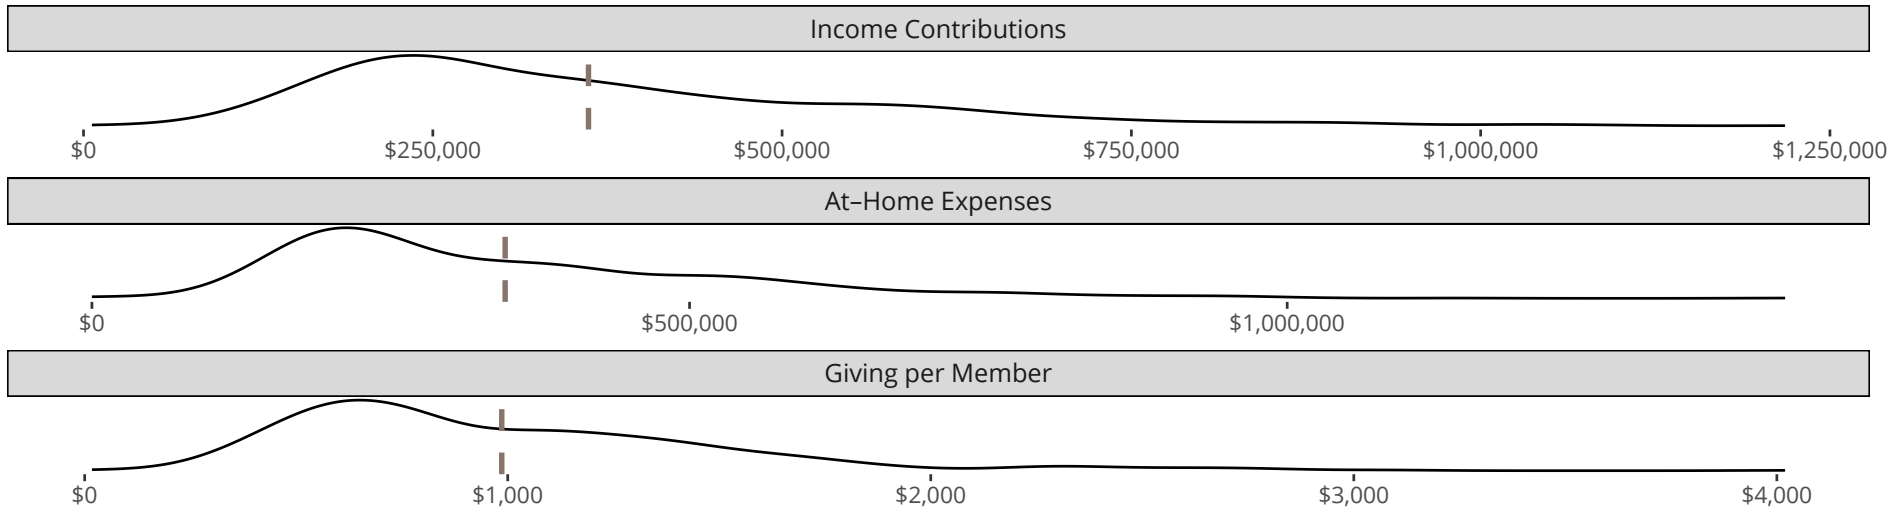 Income Contributions
$0 $250,000 $500,000 $750,000 $1,000,000 $1,250,000
At–Home Expenses
$0 $500,000 $1,000,000
Giving per Member
$0 $1,000 $2,000 $3,000 $4,000